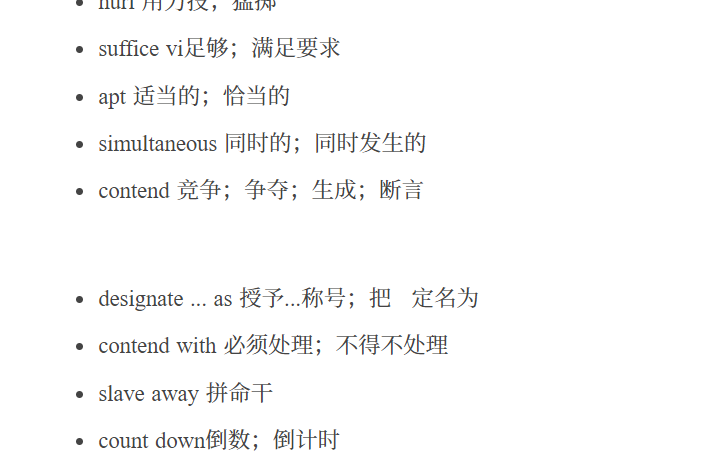 hurl 用力投；猛掷
suffice vi足够；满足要求
apt 适当的；恰当的
simultaneous 同时的；同时发生的
contend 竞争；争夺；生成；断言
designate ... as 授予...称号；把　定名为
contend with 必须处理；不得不处理
slave away 拼命干
count down倒数；倒计时